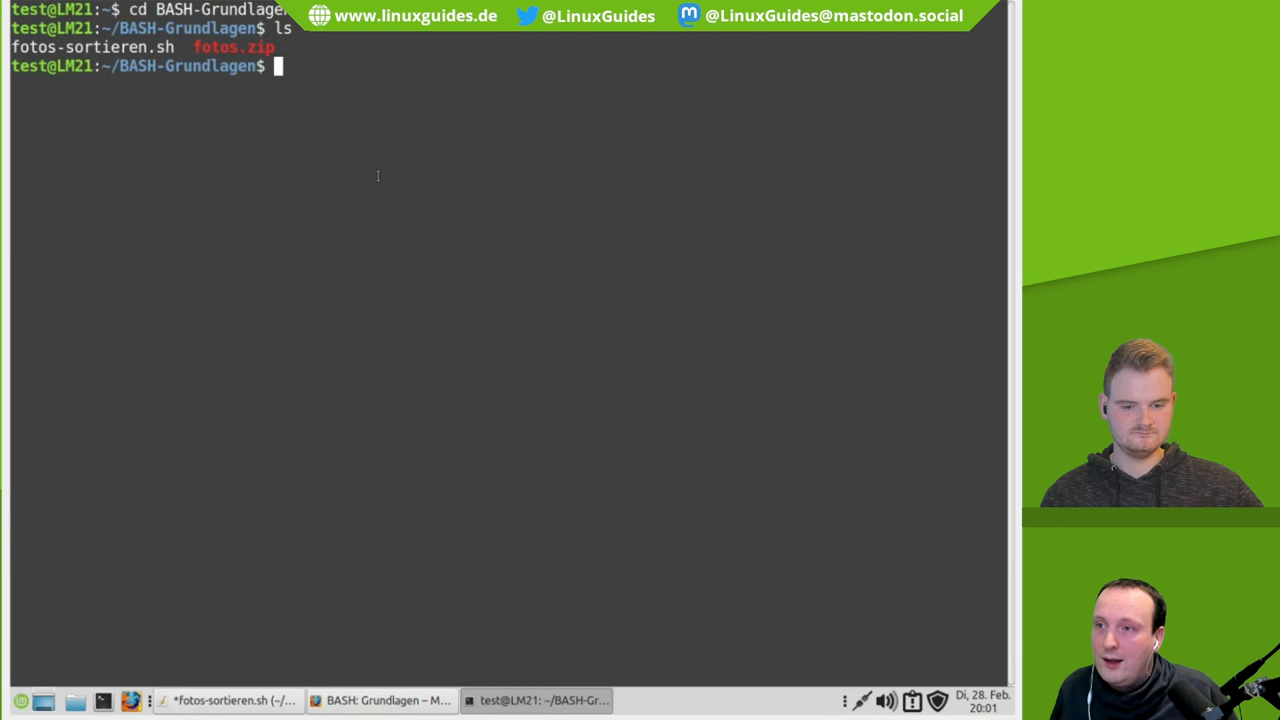 www.linuxguides.de @LinuxGuides @LinuxGuides@mastodon.social
test@LM21:~$ cd BASH-Grundlagen
test@LM21:~/BASH-Grundlagen$ ls
fotos-sortieren.sh fotos.zip
test@LM21:~/BASH-Grundlagen$
*fotos-sortieren.sh (~/... BASH: Grundlagen – M... test@LM21: ~/BASH-Gr... Di, 28. Feb.
20:01